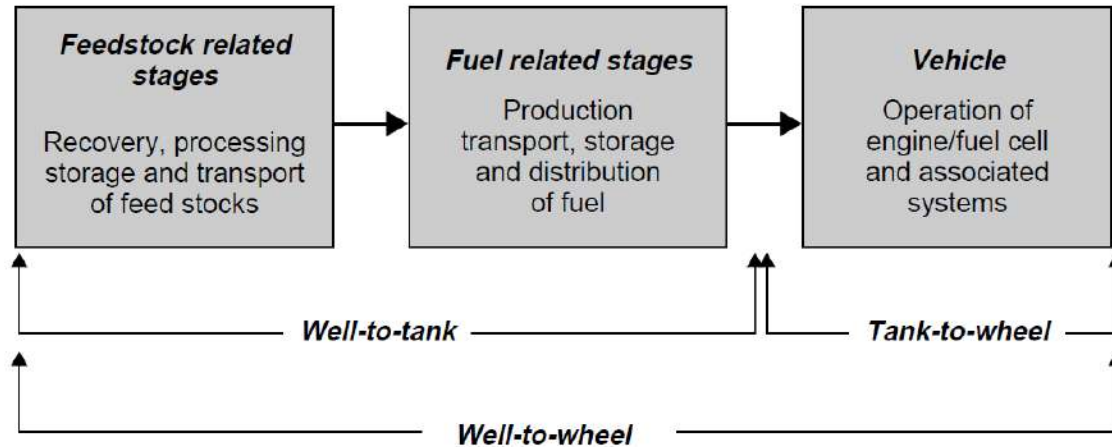 Feedstock related
stages
Recovery, processing
storage and transport
of feed stocks
Fuel related stages
Production
transport, storage
and distribution
of fuel
Vehicle
Operation of
engine/fuel cell
and associated
systems
Well-to-tank
Tank-to-wheel
Well-to-wheel